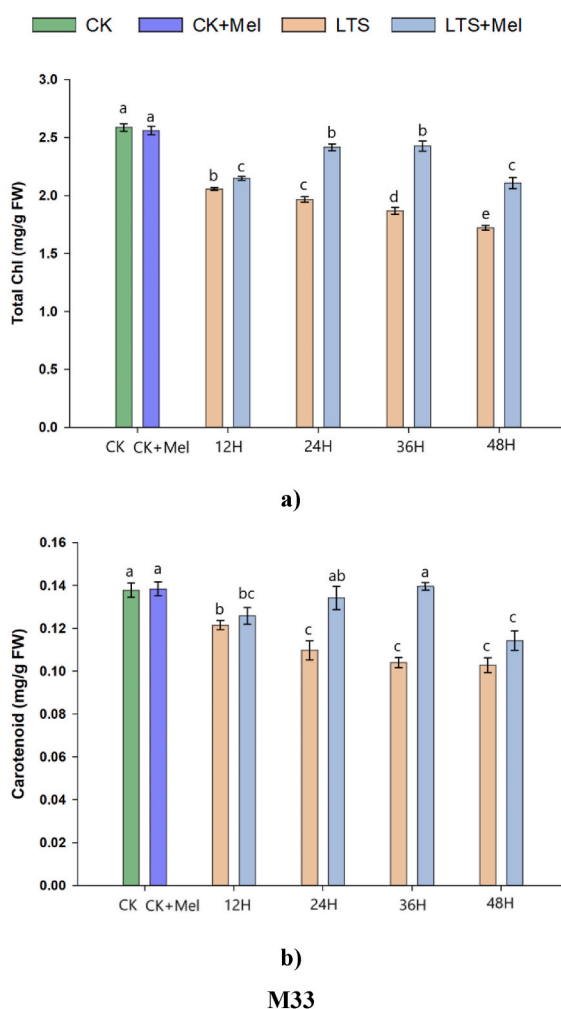 CK CK+Mel LTS LTS+Mel
3.0
2.5
2.0
1.5
1.0
0.5
0.0
Total Chl (mg/g FW)
a a b c c b d b e c
CK CK+Mel 12H 24H 36H 48H
a)
0.16
0.14
0.12
0.10
0.08
0.06
0.04
0.02
0.00
Carotenoid (mg/g FW)
a a b bc c ab c a c c
CK CK+Mel 12H 24H 36H 48H
b)
M33